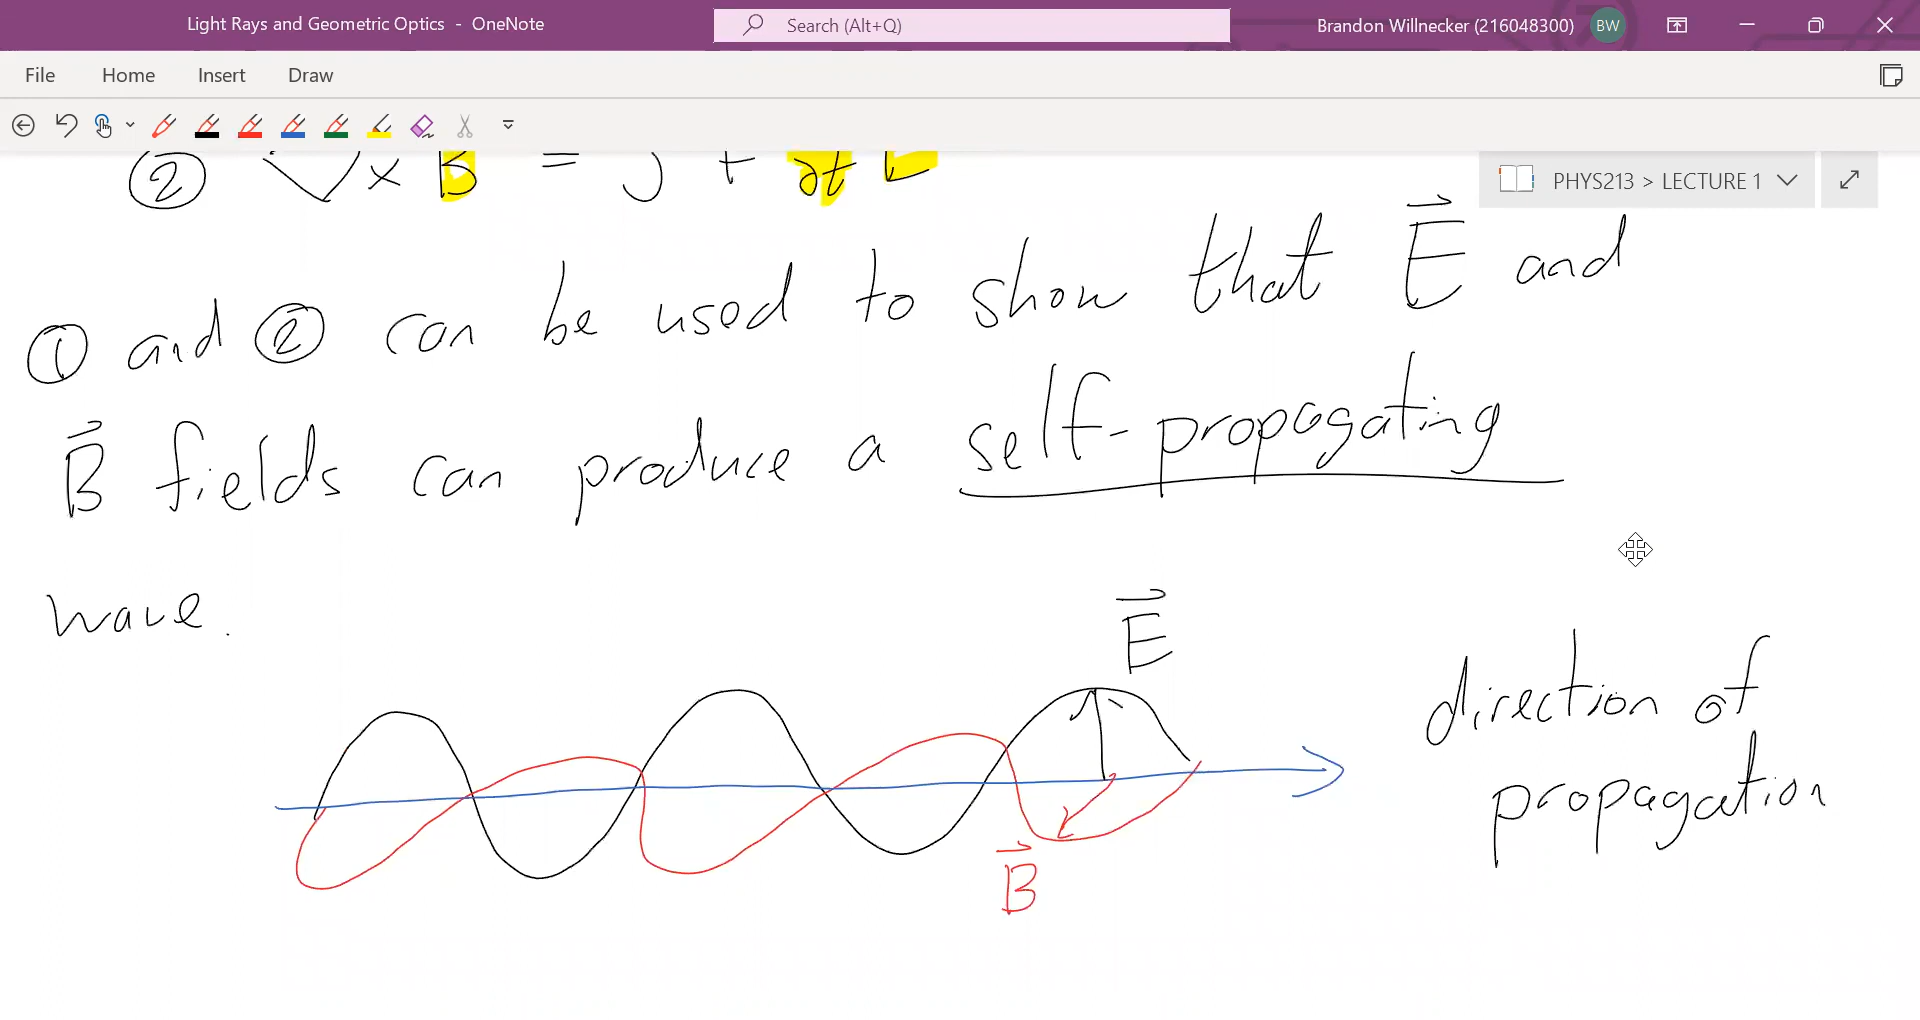 Light Rays and Geometric Optics - OneNote
Search (Alt+Q)
Brandon Willnecker (216048300)
BW
File Home Insert Draw
PHYS213 > LECTURE 1
② ∇ × B = J + ∂t E
① and ② can be used to show that E⃗ and
B⃗ fields can produce a self-propagating
wave.
E⃗
direction of
propagation
B⃗